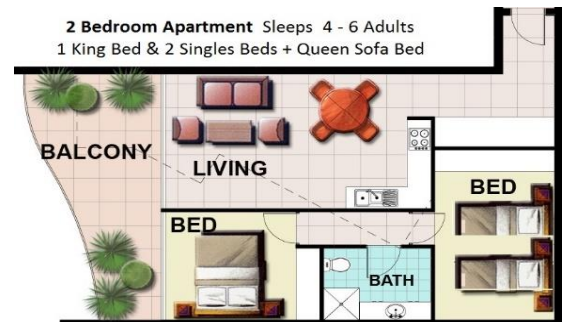 2 Bedroom Apartment Sleeps 4 - 6 Adults
1 King Bed & 2 Singles Beds + Queen Sofa Bed
BALCONY
LIVING
BED
BED
BATH